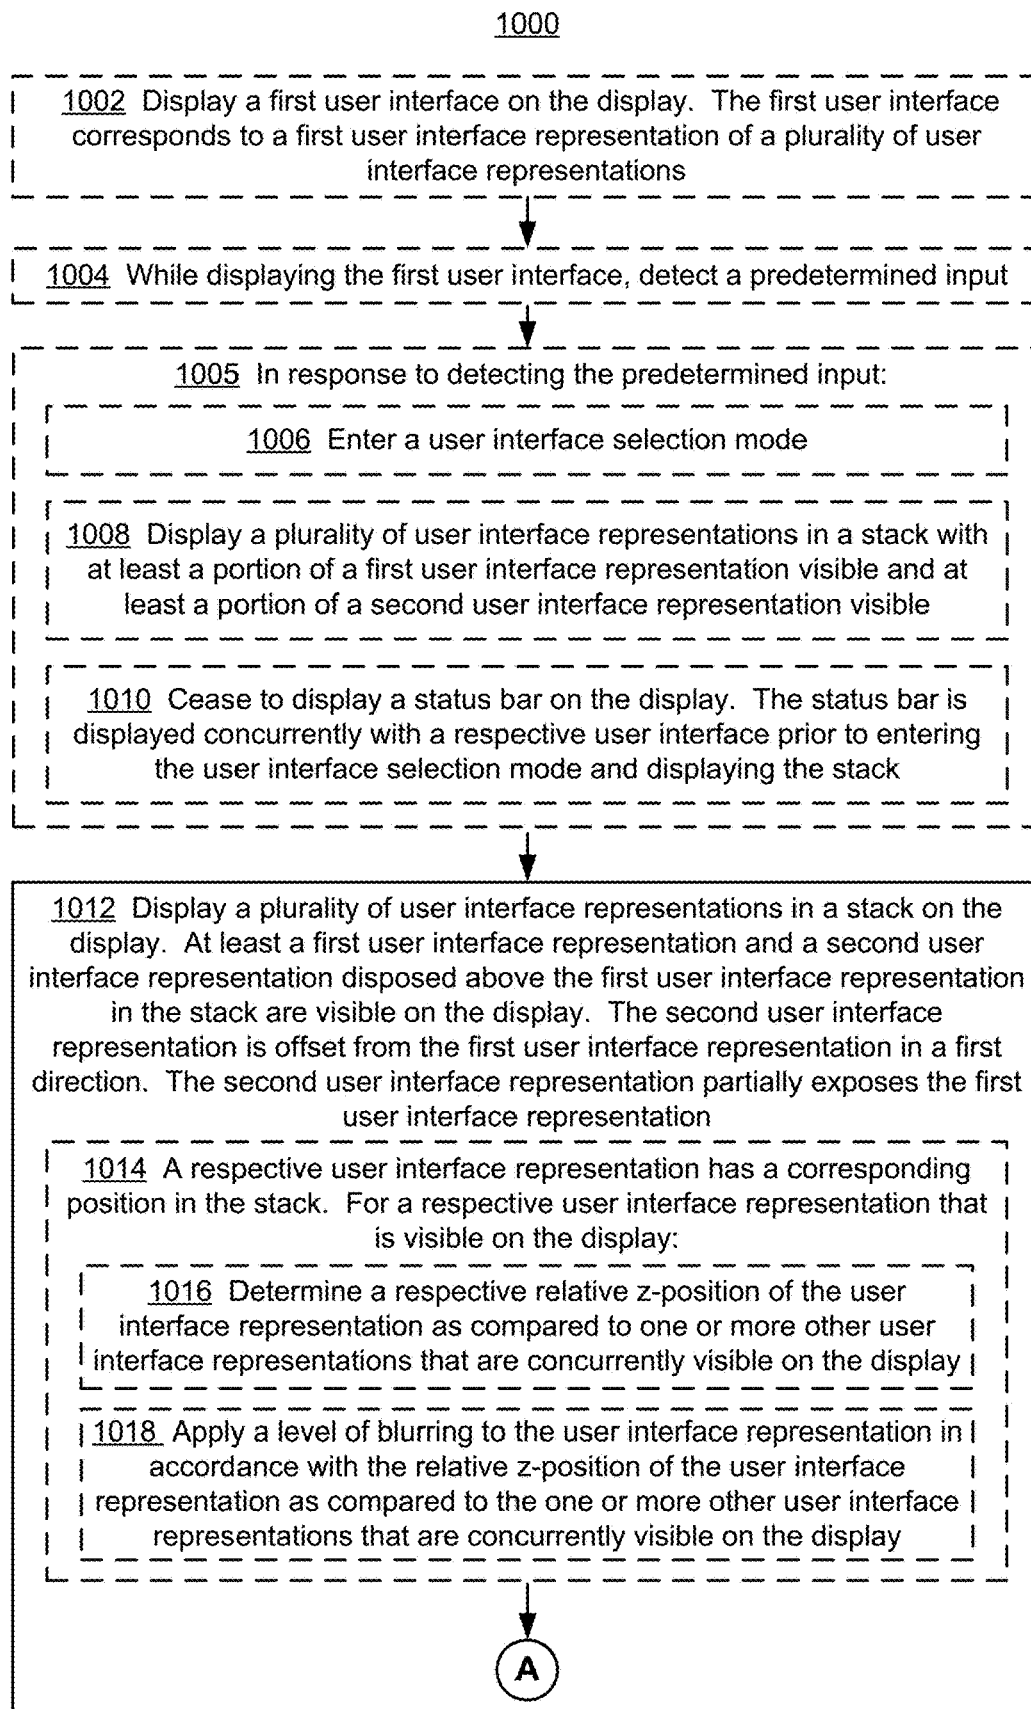 1000
1002 Display a first user interface on the display. The first user interface
corresponds to a first user interface representation of a plurality of user
interface representations
1004 While displaying the first user interface, detect a predetermined input
1005 In response to detecting the predetermined input:
1006 Enter a user interface selection mode
1008 Display a plurality of user interface representations in a stack with
at least a portion of a first user interface representation visible and at
least a portion of a second user interface representation visible
1010 Cease to display a status bar on the display. The status bar is
displayed concurrently with a respective user interface prior to entering
the user interface selection mode and displaying the stack
1012 Display a plurality of user interface representations in a stack on the
display. At least a first user interface representation and a second user
interface representation disposed above the first user interface representation
in the stack are visible on the display. The second user interface
representation is offset from the first user interface representation in a first
direction. The second user interface representation partially exposes the first
user interface representation
1014 A respective user interface representation has a corresponding
position in the stack. For a respective user interface representation that
is visible on the display:
1016 Determine a respective relative z-position of the user
interface representation as compared to one or more other user
interface representations that are concurrently visible on the display
1018 Apply a level of blurring to the user interface representation in
accordance with the relative z-position of the user interface
representation as compared to the one or more other user interface
representations that are concurrently visible on the display
A